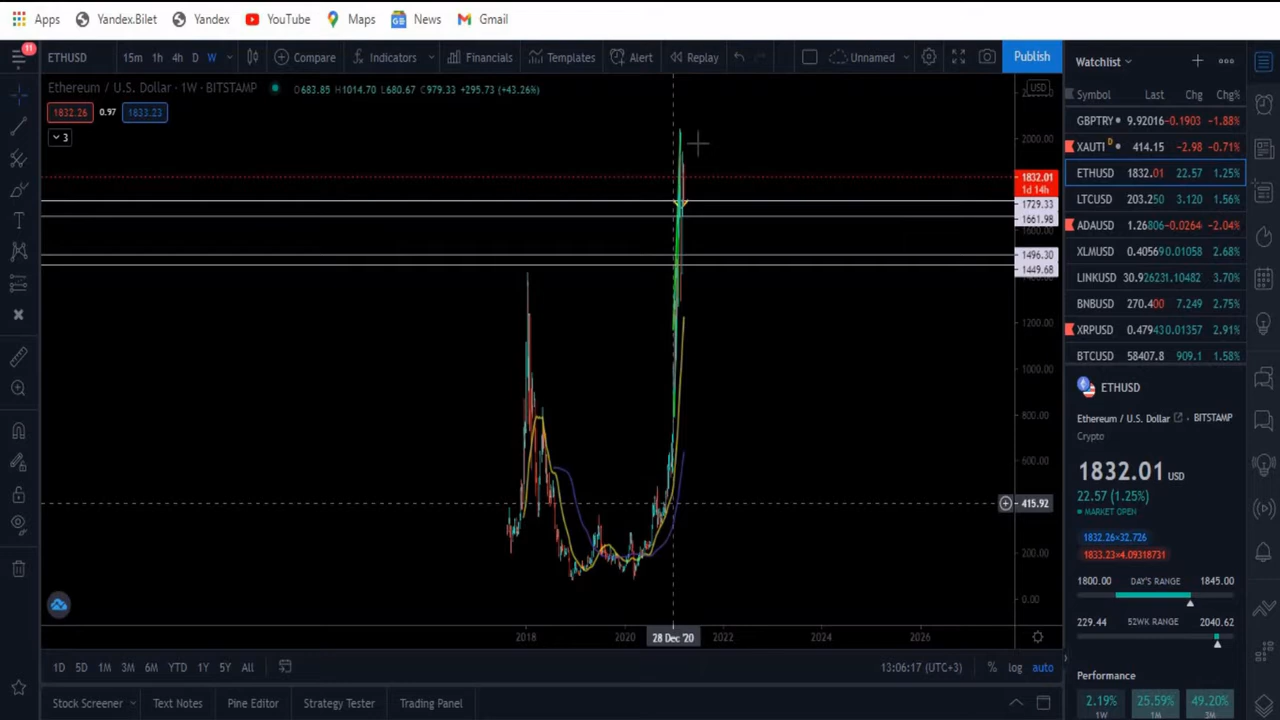 Apps Yandex.Bilet Yandex YouTube Maps News Gmail
11
ETHUSD 15m 1h 4h D W Compare Indicators Financials Templates Alert Replay Unnamed Publish
Ethereum / U.S. Dollar · 1W · BITSTAMP O683.85 H1014.70 L680.67 C979.33 +295.73 (+43.26%)
USD
1832.26 0.97 1833.23
3
2000.00
1832.01
1d 14h
1729.33
1661.98
1600.00
1496.30
1449.68
1200.00
1000.00
800.00
600.00
415.92
200.00
0.00
2018 2020 28 Dec '20 2022 2024 2026
1D 5D 1M 3M 6M YTD 1Y 5Y All 13:06:17 (UTC+3) % log auto
Stock Screener Text Notes Pine Editor Strategy Tester Trading Panel
Watchlist
Symbol Last Chg Chg%
GBPTRY 9.92016 -0.1903 -1.88%
XAUTI D 414.15 -2.98 -0.71%
ETHUSD 1832.01 22.57 1.25%
LTCUSD 203.250 3.120 1.56%
ADAUSD 1.26806 -0.0264 -2.04%
XLMUSD 0.40569 0.01058 2.68%
LINKUSD 30.92623 1.10482 3.70%
BNBUSD 270.400 7.249 2.75%
XRPUSD 0.47943 0.01357 2.91%
BTCUSD 58407.8 909.1 1.58%
ETHUSD
Ethereum / U.S. Dollar BITSTAMP
Crypto
1832.01 USD
22.57 (1.25%)
MARKET OPEN
1832.26×32.726
1833.23×4.09318731
1800.00 DAY'S RANGE 1845.00
229.44 52WK RANGE 2040.62
Performance
2.19% 25.59% 49.20%
1W 1M 3M